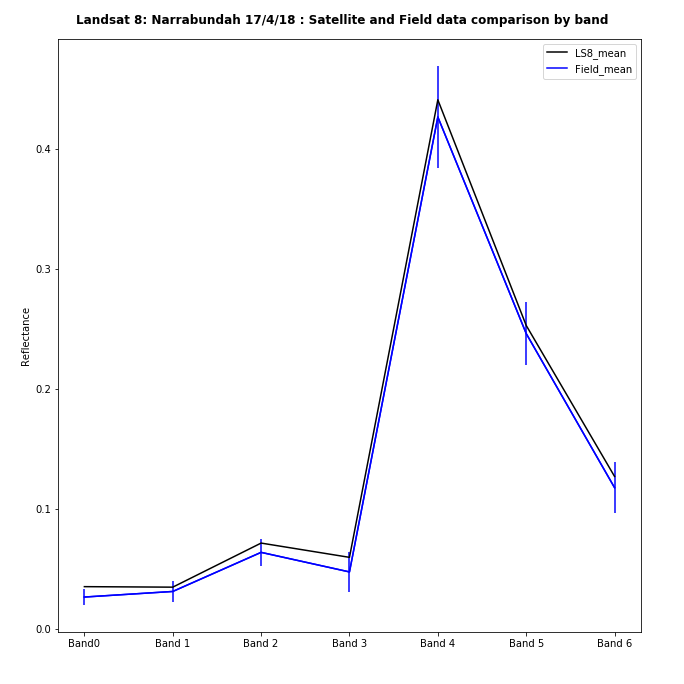 Landsat 8: Narrabundah 17/4/18 : Satellite and Field data comparison by band
LS8_mean
Field_mean
Reflectance
0.4
0.3
0.2
0.1
0.0
Band0 Band 1 Band 2 Band 3 Band 4 Band 5 Band 6